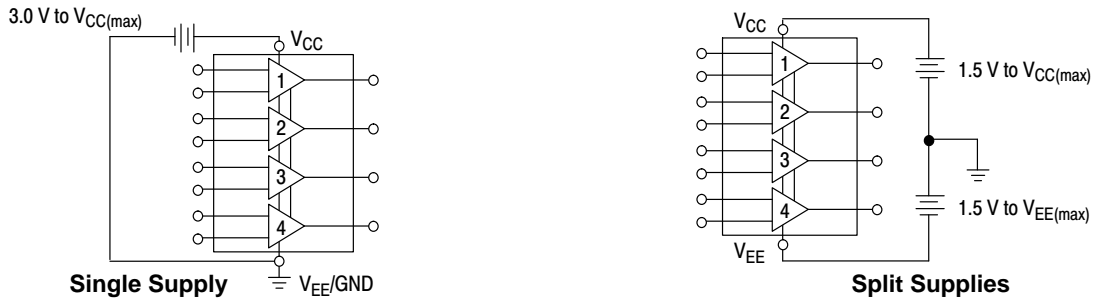 3.0 V to VCC(max)
VCC
1
2
3
4
Single Supply
VEE/GND
VCC
1
2
3
4
1.5 V to VCC(max)
1.5 V to VEE(max)
VEE
Split Supplies